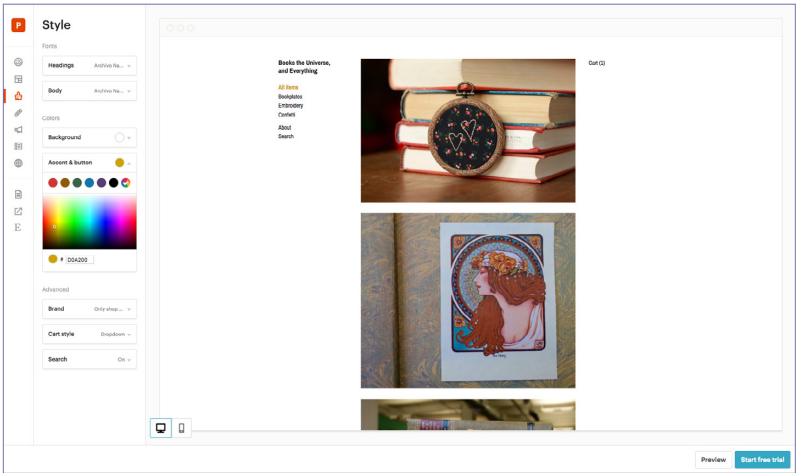 P
Style
Fonts
Headings Archivo Na...
Body Archivo Na...
Colors
Background
Accent & button
# D0A200
Advanced
Brand Only shop ...
Cart style Dropdown
Search On
E
Books the Universe,
and Everything
All items
Bookplates
Embroidery
Confetti
About
Search
Cart (1)
Preview
Start free trial